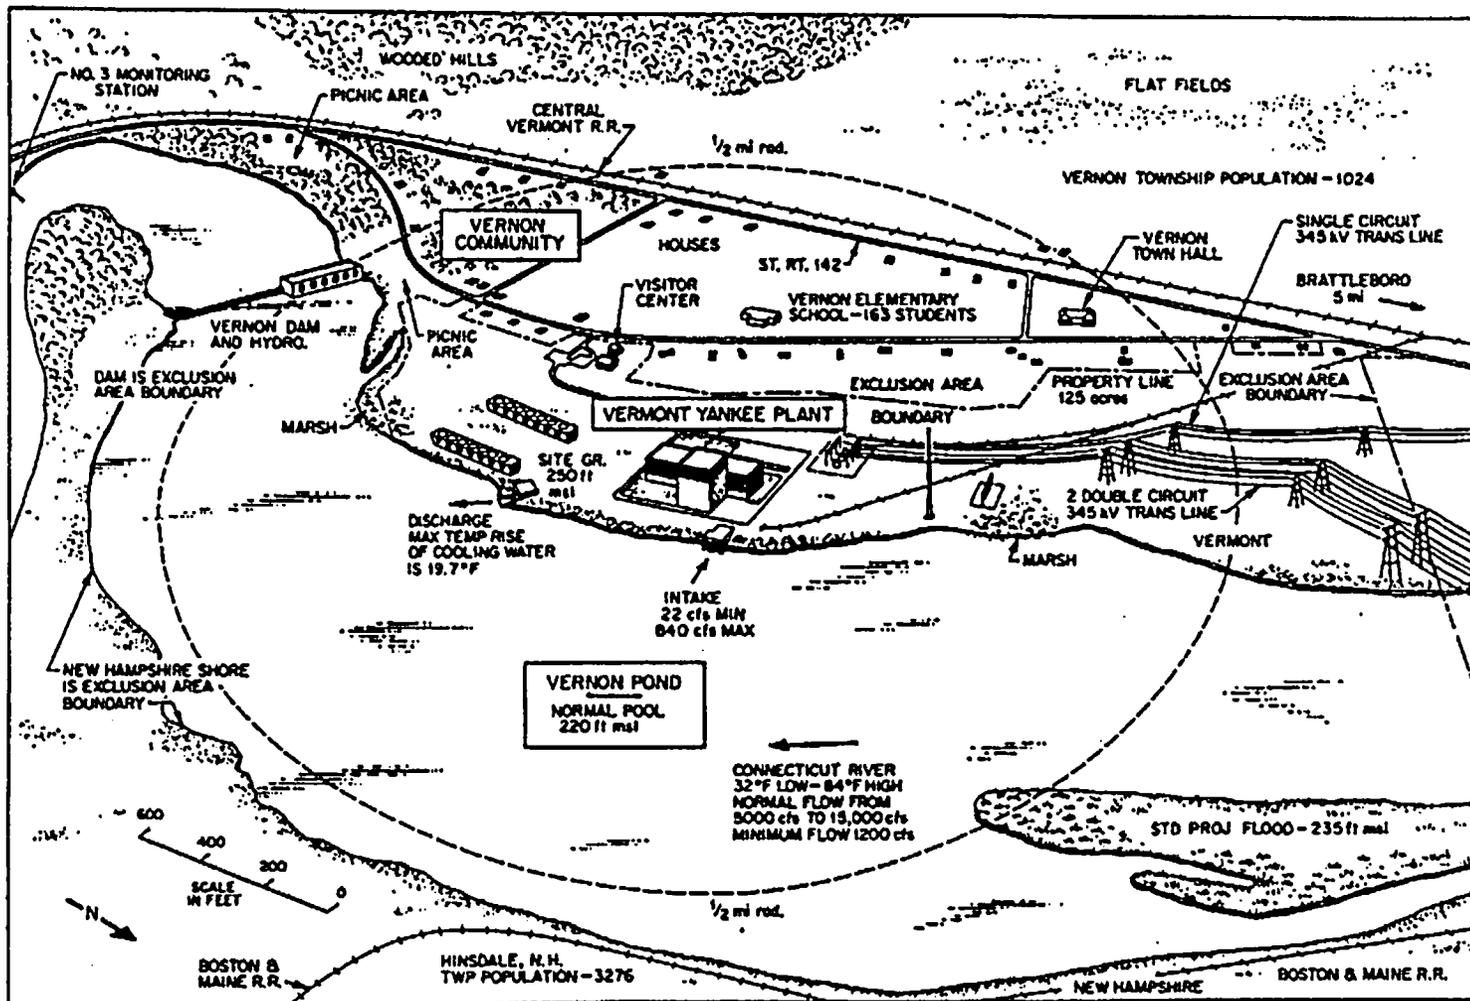 WOODED HILLS
NO. 3 MONITORING
STATION
PICNIC AREA
CENTRAL
VERMONT R.R.
FLAT FIELDS
1/2 mi rad.
VERNON TOWNSHIP POPULATION - 1024
VERNON
COMMUNITY
HOUSES
ST. RT. 142
VERNON
TOWN HALL
SINGLE CIRCUIT
345 kV TRANS LINE
BRATTLEBORO
5 mi
VISITOR
CENTER
VERNON ELEMENTARY
SCHOOL - 163 STUDENTS
VERNON DAM
AND HYDRO.
PICNIC
AREA
DAM IS EXCLUSION
AREA BOUNDARY
EXCLUSION AREA
BOUNDARY
PROPERTY LINE
125 acres
EXCLUSION AREA
BOUNDARY
MARSH
VERMONT YANKEE PLANT
SITE GR.
250 ft
msl
2 DOUBLE CIRCUIT
345 kV TRANS LINE
VERMONT
DISCHARGE
MAX TEMP RISE
OF COOLING WATER
IS 19.7°F
MARSH
INTAKE
22 cfs MIN
840 cfs MAX
NEW HAMPSHIRE SHORE
IS EXCLUSION AREA
BOUNDARY
VERNON POND
NORMAL POOL
220 ft msl
CONNECTICUT RIVER
32°F LOW - 84°F HIGH
NORMAL FLOW FROM
5000 cfs TO 15,000 cfs
MINIMUM FLOW 1200 cfs
STD PROJ FLOOD - 235 ft msl
600
400
200
0
SCALE
IN FEET
N
1/2 mi rad.
BOSTON &
MAINE R.R.
HINSDALE, N.H.
TWP POPULATION - 3276
BOSTON & MAINE R.R.
NEW HAMPSHIRE